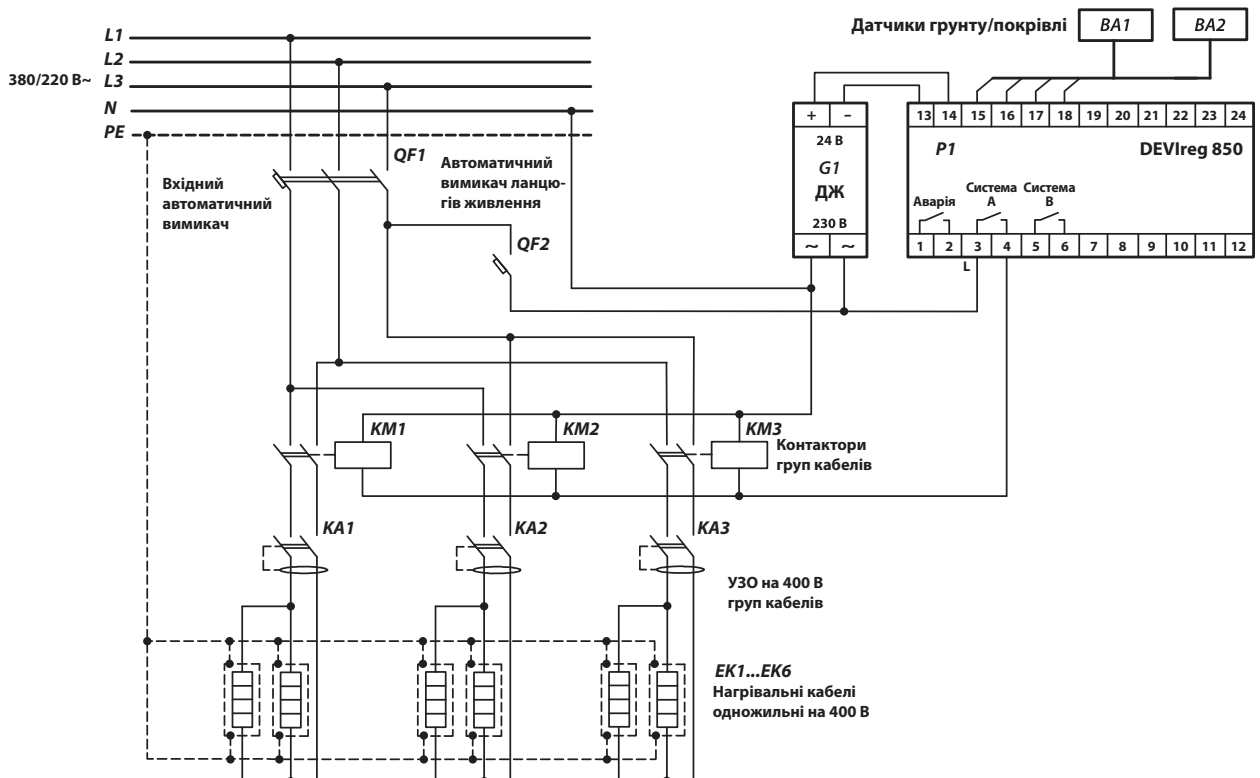 Датчики грунту/покрівлі
BA1
BA2
L1
L2
380/220 В~
L3
N
PE
QF1
Вхідний
автоматичний
вимикач
Автоматичний
вимикач ланцю-
гів живлення
QF2
+ –
24 В
G1
ДЖ
230 В
~ ~
13 14 15 16 17 18 19 20 21 22 23 24
P1
DEVIreg 850
Аварія
Система
A
Система
B
1 2 3 4 5 6 7 8 9 10 11 12
L
KM1
KM2
KM3
Контактори
груп кабелів
KA1
KA2
KA3
УЗО на 400 В
груп кабелів
EK1...EK6
Нагрівальні кабелі
одножильні на 400 В